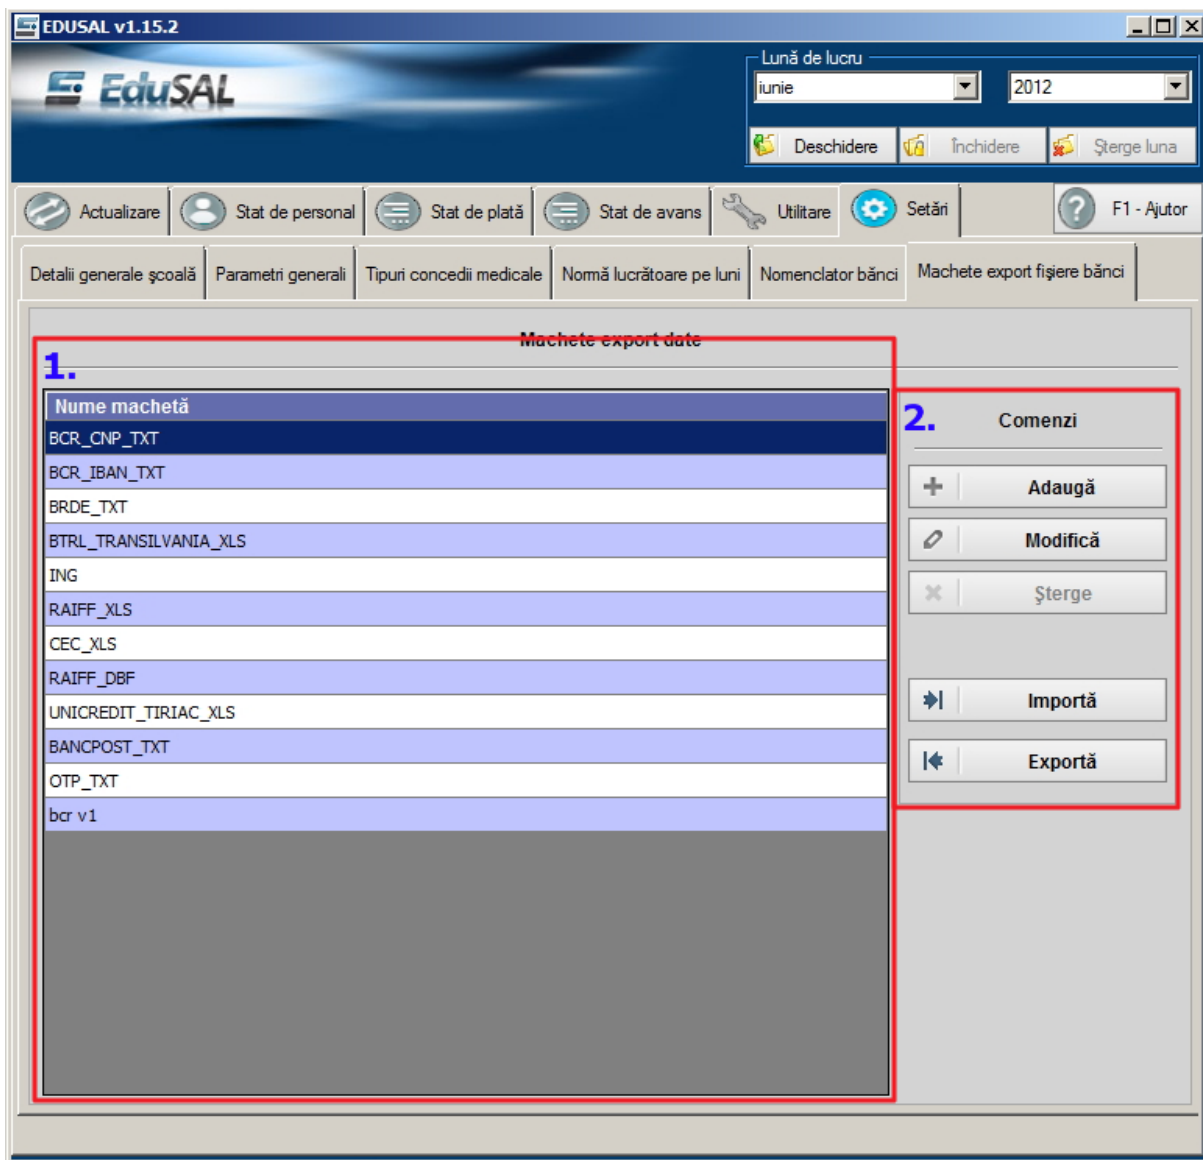 EDUSAL v1.15.2
EduSAL
Lună de lucru
iunie 2012
Deschidere Închidere Şterge luna
Actualizare Stat de personal Stat de plată Stat de avans Utilitare Setări F1 - Ajutor
Detalii generale şcoală Parametri generali Tipuri concedii medicale Normă lucrătoare pe luni Nomenclator bănci Machete export fişiere bănci
Machete export date
1.
Nume machetă
BCR_CNP_TXT
BCR_IBAN_TXT
BRDE_TXT
BTRL_TRANSILVANIA_XLS
ING
RAIFF_XLS
CEC_XLS
RAIFF_DBF
UNICREDIT_TIRIAC_XLS
BANCPOST_TXT
OTP_TXT
bcr v1
2.
Comenzi
Adaugă
Modifică
Şterge
Importă
Exportă